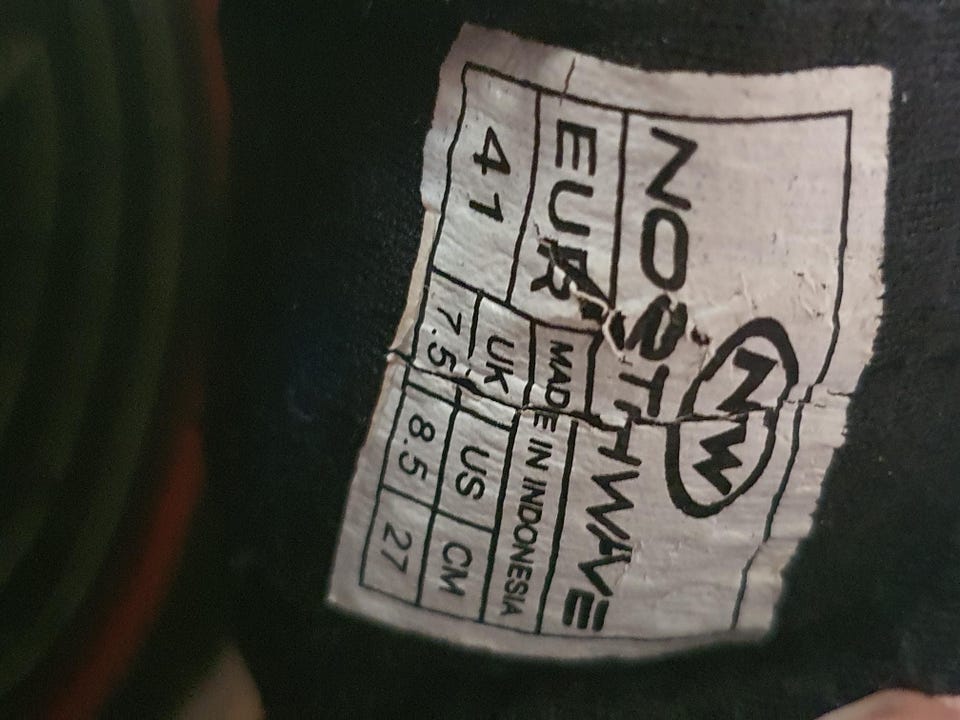 NW
NORTHWAVE
EUR
MADE IN INDONESIA
UK US CM
41 7.5 8.5 27